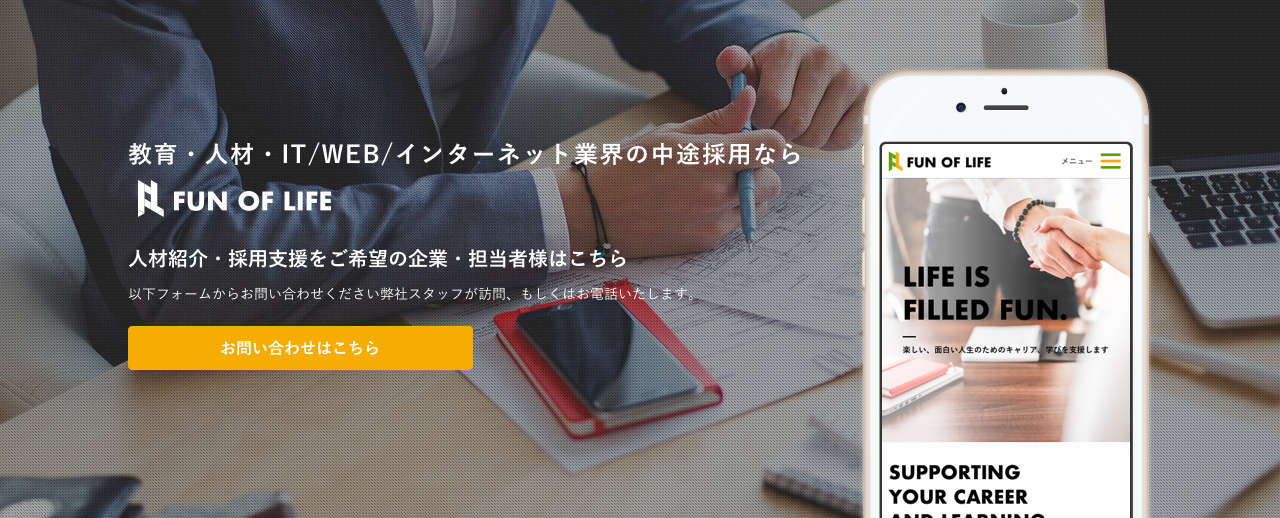 教育・人材・IT/WEB/インターネット業界の中途採用なら
FUN OF LIFE
人材紹介・採用支援をご希望の企業・担当者様はこちら
以下フォームからお問い合わせください弊社スタッフが訪問、もしくはお電話いたします。
お問い合わせはこちら
FUN OF LIFE
メニュー
LIFE IS
FILLED FUN.
楽しい、面白い人生のためのキャリア、学びを支援します
SUPPORTING
YOUR CAREER
AND LEARNING